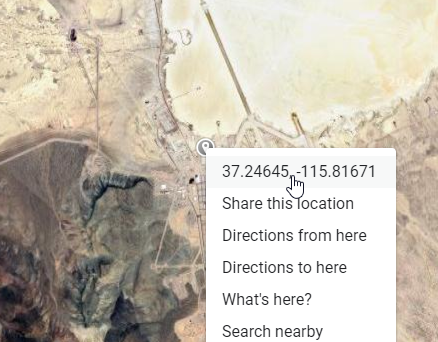 37.24645, -115.81671
Share this location
Directions from here
Directions to here
What's here?
Search nearby